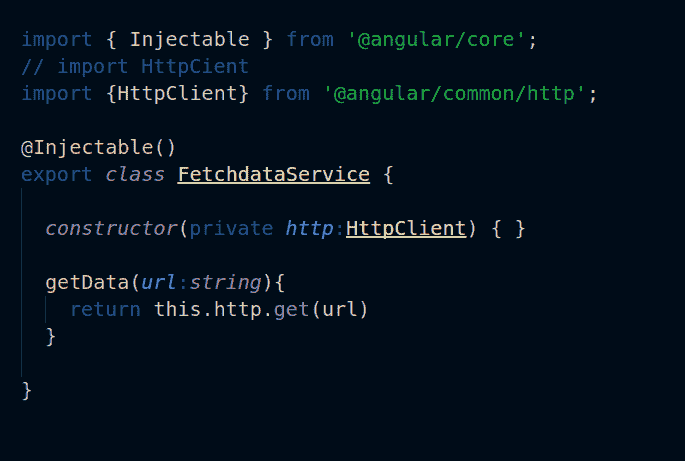 import { Injectable } from '@angular/core';
// import HttpCient
import {HttpClient} from '@angular/common/http';
@Injectable()
export class FetchdataService {
constructor(private http:HttpClient) { }
getData(url:string){
return this.http.get(url)
}
}